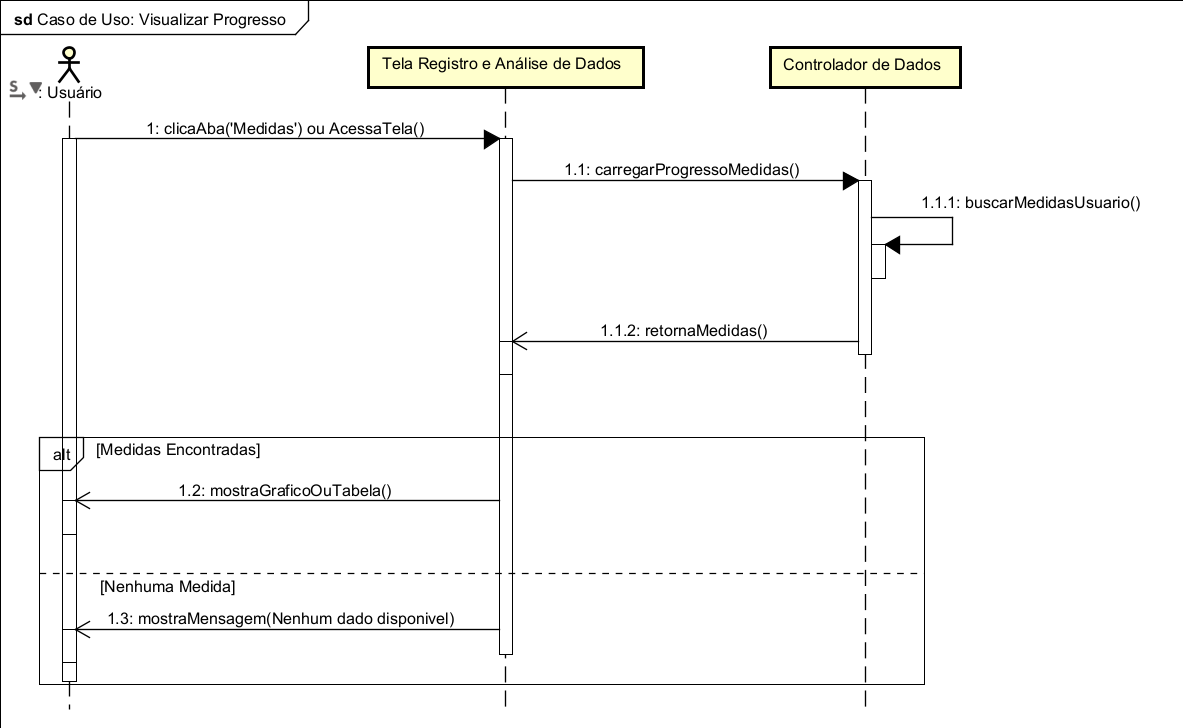 sd Caso de Uso: Visualizar Progresso
S
: Usuário
Tela Registro e Análise de Dados
Controlador de Dados
1: clicaAba('Medidas') ou AcessaTela()
1.1: carregarProgressoMedidas()
1.1.1: buscarMedidasUsuario()
1.1.2: retornaMedidas()
alt
[Medidas Encontradas]
1.2: mostraGraficoOuTabela()
[Nenhuma Medida]
1.3: mostraMensagem(Nenhum dado disponivel)